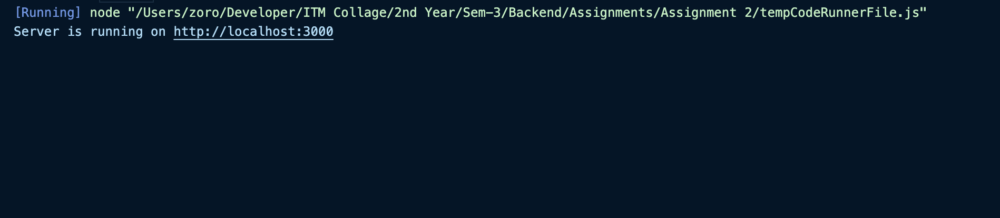 [Running] node "/Users/zoro/Developer/ITM Collage/2nd Year/Sem-3/Backend/Assignments/Assignment 2/tempCodeRunnerFile.js"
Server is running on http://localhost:3000